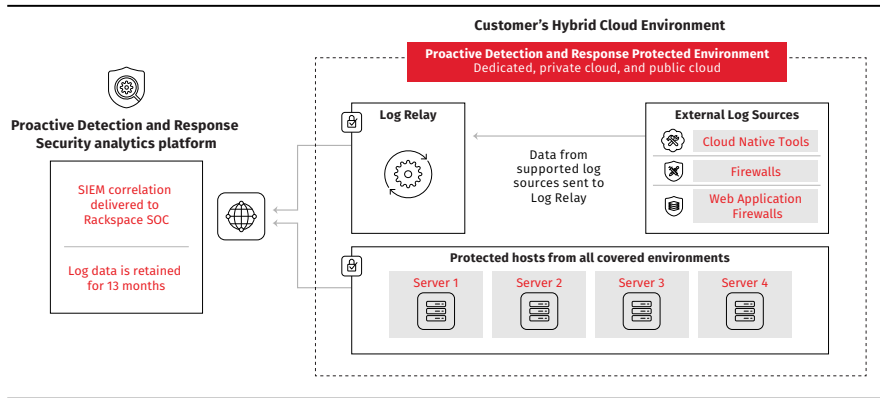 Customer’s Hybrid Cloud Environment
Proactive Detection and Response Protected Environment
Dedicated, private cloud, and public cloud
Proactive Detection and Response
Security analytics platform
SIEM correlation
delivered to
Rackspace SOC
Log data is retained
for 13 months
Log Relay
Data from
supported log
sources sent to
Log Relay
External Log Sources
Cloud Native Tools
Firewalls
Web Application
Firewalls
Protected hosts from all covered environments
Server 1
Server 2
Server 3
Server 4